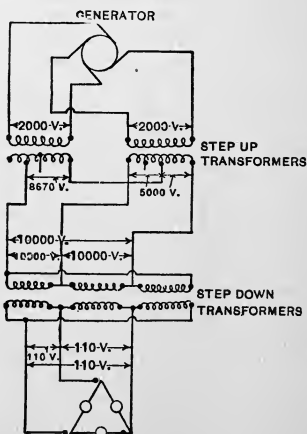 GENERATOR
2000-V. 2000-V.
STEP UP
TRANSFORMERS
8670 V. 5000 V.
10000-V.
10000-V. 10000-V.
STEP DOWN
TRANSFORMERS
110 V. 110-V.
110-V.